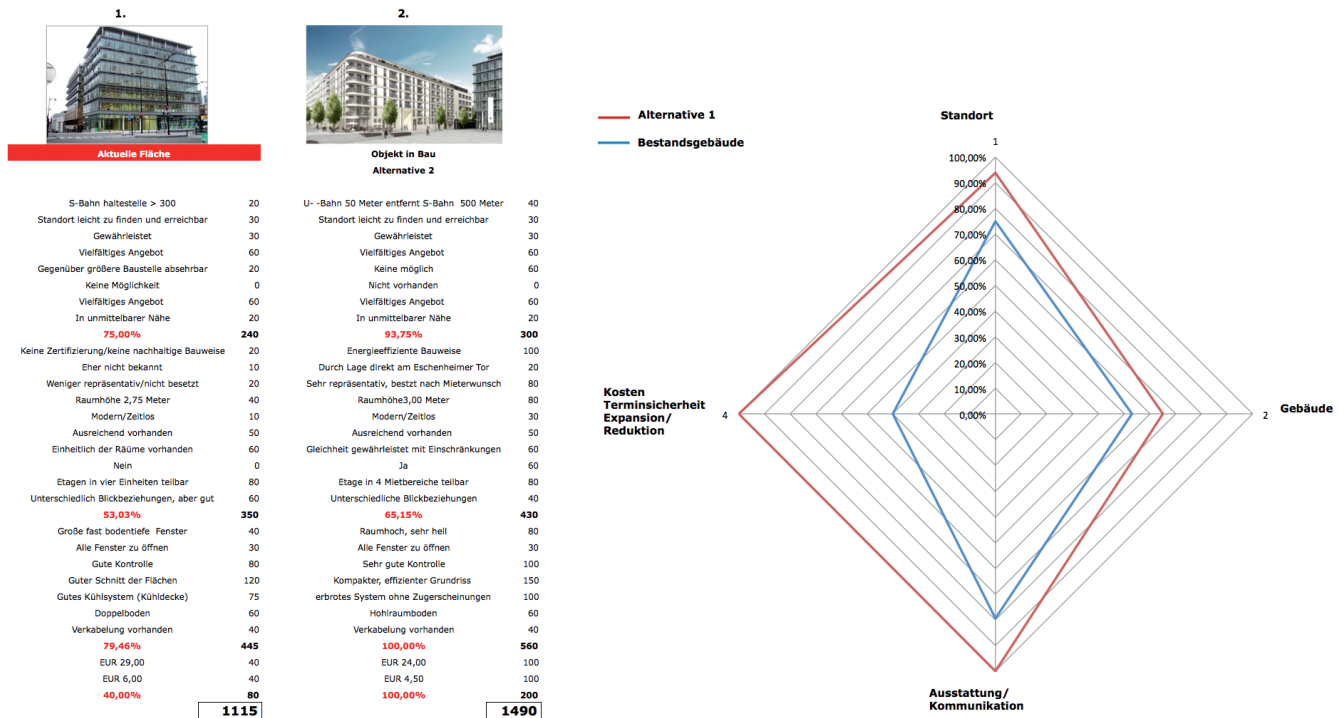 1.
Aktuelle Fläche
S-Bahn haltestelle > 300 20
Standort leicht zu finden und erreichbar 30
Gewährleistet 30
Vielfältiges Angebot 60
Gegenüber größere Baustelle absehrbar 20
Keine Möglichkeit 0
Vielfältiges Angebot 60
In unmittelbarer Nähe 20
75,00% 240
Keine Zertifizierung/keine nachhaltige Bauweise 20
Eher nicht bekannt 10
Weniger repräsentativ/nicht besetzt 20
Raumhöhe 2,75 Meter 40
Modern/Zeitlos 10
Ausreichend vorhanden 50
Einheitlich der Räume vorhanden 60
Nein 0
Etagen in vier Einheiten teilbar 80
Unterschiedlich Blickbeziehungen, aber gut 60
53,03% 350
Große fast bodentiefe Fenster 40
Alle Fenster zu öffnen 30
Gute Kontrolle 80
Guter Schnitt der Flächen 120
Gutes Kühlsystem (Kühldecke) 75
Doppelboden 60
Verkabelung vorhanden 40
79,46% 445
EUR 29,00 40
EUR 6,00 40
40,00% 80
1115
2.
Objekt in Bau
Alternative 2
U- -Bahn 50 Meter entfernt S-Bahn 500 Meter 40
Standort leicht zu finden und erreichbar 30
Gewährleistet 30
Vielfältiges Angebot 60
Keine möglich 60
Nicht vorhanden 0
Vielfältiges Angebot 60
In unmittelbarer Nähe 20
93,75% 300
Energieeffiziente Bauweise 100
Durch Lage direkt am Eschenheimer Tor 20
Sehr repräsentativ, bestzt nach Mieterwunsch 80
Raumhöhe3,00 Meter 80
Modern/Zeitlos 30
Ausreichend vorhanden 50
Gleichheit gewährleistet mit Einschränkungen 60
Ja 60
Etage in 4 Mietbereiche teilbar 80
Unterschiedliche Blickbeziehungen 40
65,15% 430
Raumhoch, sehr hell 80
Alle Fenster zu öffnen 30
Sehr gute Kontrolle 100
Kompakter, effizienter Grundriss 150
erbrotes System ohne Zugerscheinungen 100
Hohlraumboden 60
Verkabelung vorhanden 40
100,00% 560
EUR 24,00 100
EUR 4,50 100
100,00% 200
1490
Alternative 1
Bestandsgebäude
Standort
1
100,00%
90,00%
80,00%
70,00%
60,00%
50,00%
40,00%
30,00%
20,00%
10,00%
0,00%
2
Gebäude
Kosten
Terminsicherheit
Expansion/
Reduktion
4
Ausstattung/
Kommunikation